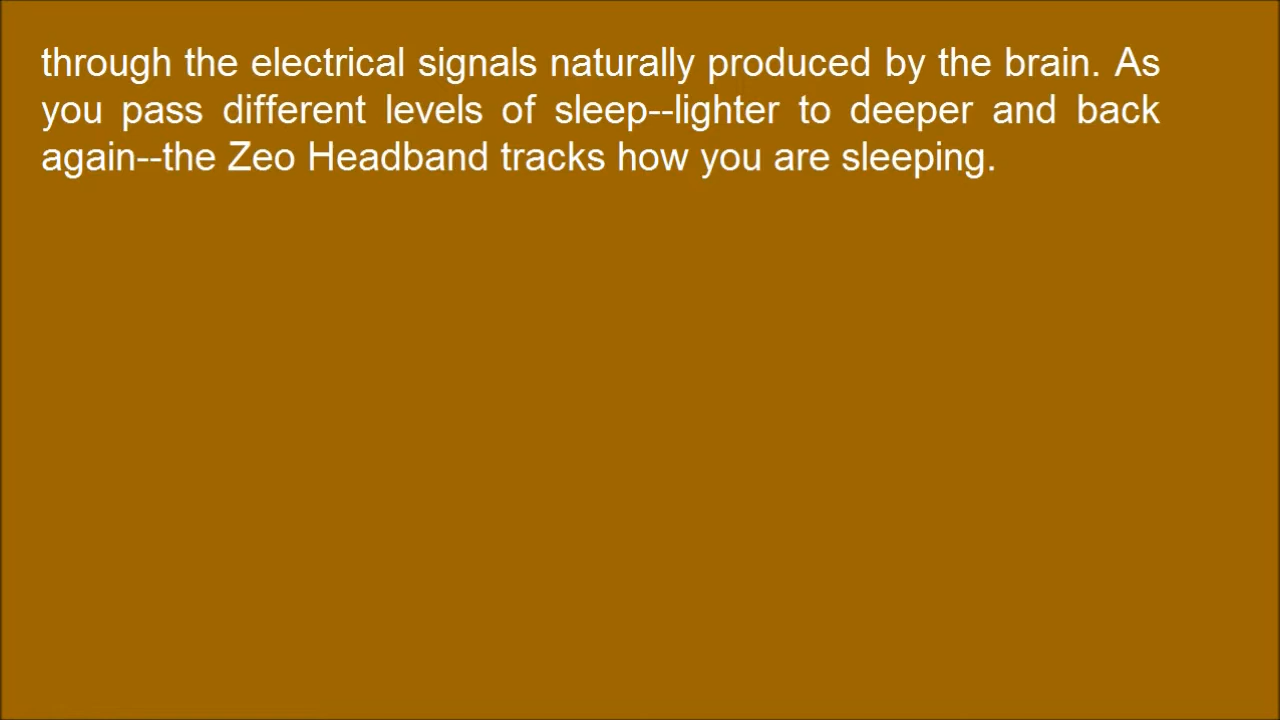 through the electrical signals naturally produced by the brain. As
you pass different levels of sleep--lighter to deeper and back
again--the Zeo Headband tracks how you are sleeping.